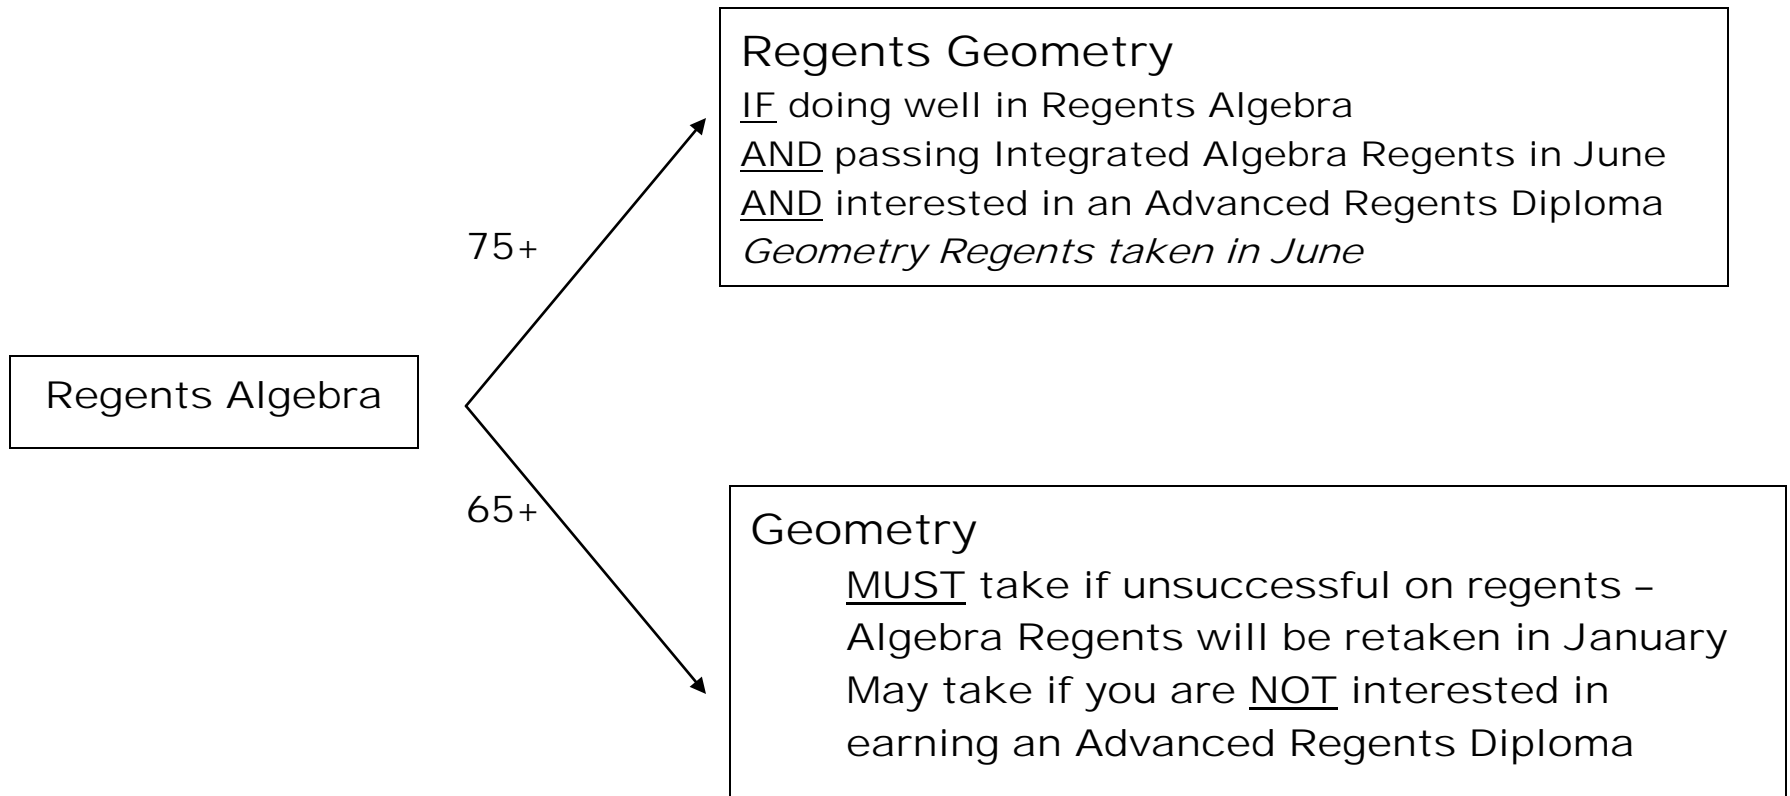 Regents Geometry
IF doing well in Regents Algebra
AND passing Integrated Algebra Regents in June
AND interested in an Advanced Regents Diploma
Geometry Regents taken in June
75+
Regents Algebra
65+
Geometry
MUST take if unsuccessful on regents –
Algebra Regents will be retaken in January
May take if you are NOT interested in
earning an Advanced Regents Diploma